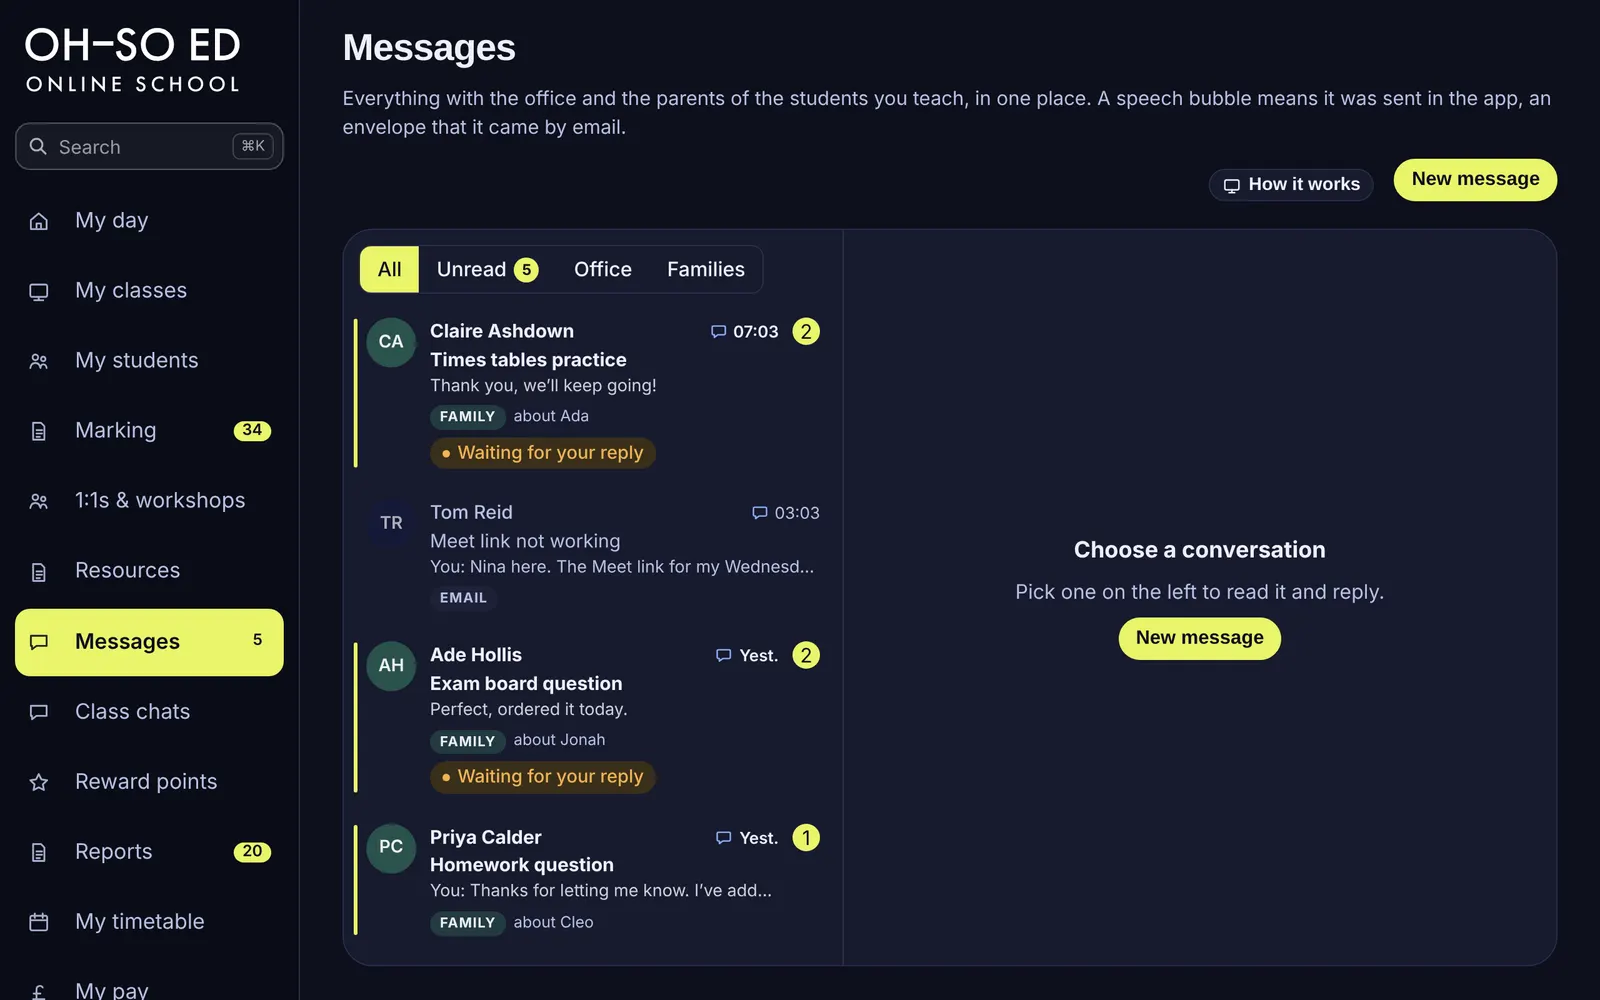 OH–SO ED
ONLINE SCHOOL
Search
⌘K
My day
My classes
My students
Marking
34
1:1s & workshops
Resources
Messages
5
Class chats
Reward points
Reports
20
My timetable
My pay
Messages
Everything with the office and the parents of the students you teach, in one place. A speech bubble means it was sent in the app, an
envelope that it came by email.
How it works
New message
All
Unread 5
Office
Families
CA
Claire Ashdown
07:03
2
Times tables practice
Thank you, we’ll keep going!
FAMILY about Ada
Waiting for your reply
TR
Tom Reid
03:03
Meet link not working
You: Nina here. The Meet link for my Wednesd...
EMAIL
AH
Ade Hollis
Yest.
2
Exam board question
Perfect, ordered it today.
FAMILY about Jonah
Waiting for your reply
PC
Priya Calder
Yest.
1
Homework question
You: Thanks for letting me know. I’ve add...
FAMILY about Cleo
Choose a conversation
Pick one on the left to read it and reply.
New message